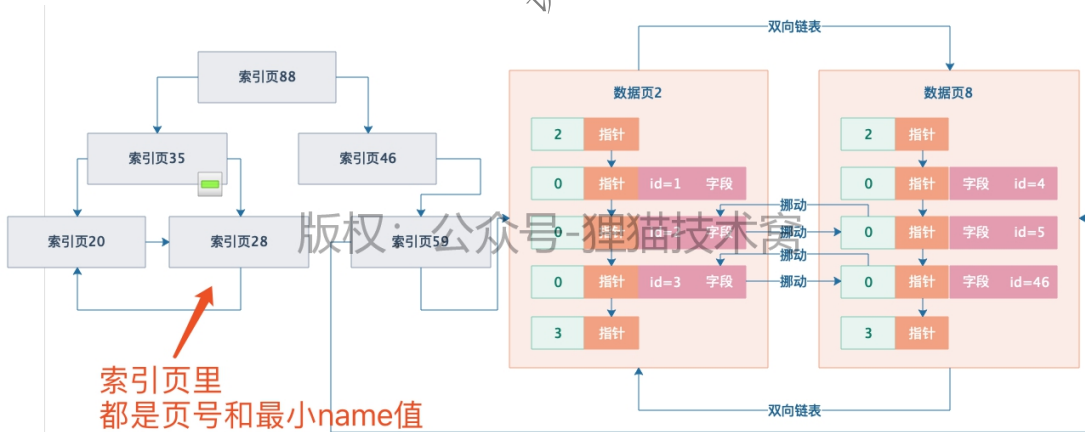 双向链表
索引页88
数据页2
数据页8
2 指针
2 指针
索引页35
索引页46
0 指针 id=1 字段
0 指针 字段 id=4
挪动
版权：公众号-狸猫技术窝
索引页20
索引页28
索引页59
0 指针 id=2 字段
挪动
0 指针 字段 id=5
挪动
0 指针 id=3 字段
挪动
0 指针 字段 id=46
3 指针
3 指针
索引页里
都是页号和最小name值
双向链表